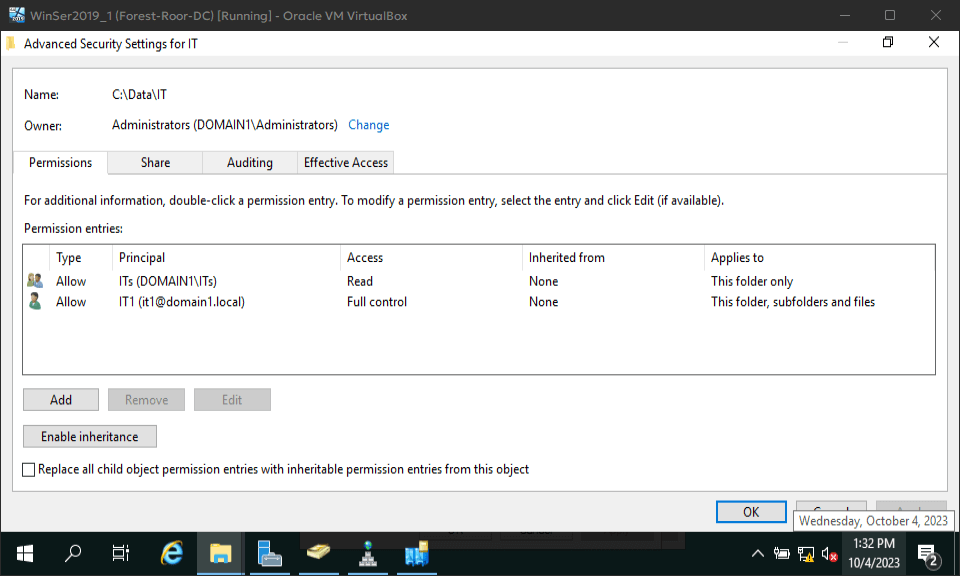 WinSer2019_1 (Forest-Roor-DC) [Running] - Oracle VM VirtualBox
Advanced Security Settings for IT
Name: C:\Data\IT
Owner: Administrators (DOMAIN1\Administrators) Change
Permissions Share Auditing Effective Access
For additional information, double-click a permission entry. To modify a permission entry, select the entry and click Edit (if available).
Permission entries:
Type Principal Access Inherited from Applies to
Allow ITs (DOMAIN1\ITs) Read None This folder only
Allow IT1 (it1@domain1.local) Full control None This folder, subfolders and files
Add Remove Edit
Enable inheritance
Replace all child object permission entries with inheritable permission entries from this object
OK
Wednesday, October 4, 2023
1:32 PM
10/4/2023
2